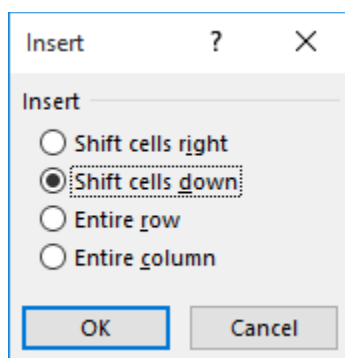 Insert ?
Insert
Shift cells right
Shift cells down
Entire row
Entire column
OK Cancel